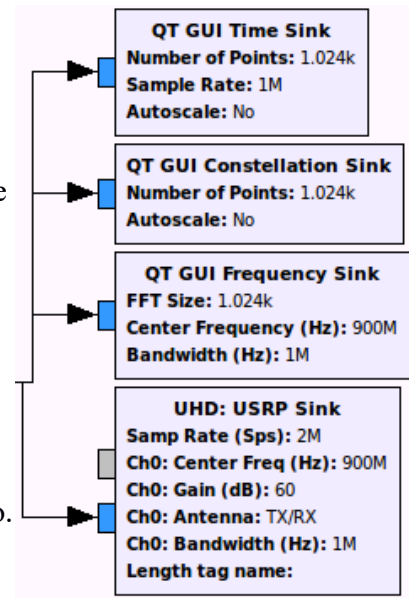 QT GUI Time Sink
Number of Points: 1.024k
Sample Rate: 1M
Autoscale: No
QT GUI Constellation Sink
e
Number of Points: 1.024k
Autoscale: No
QT GUI Frequency Sink
FFT Size: 1.024k
Center Frequency (Hz): 900M
Bandwidth (Hz): 1M
UHD: USRP Sink
Samp Rate (Sps): 2M
Ch0: Center Freq (Hz): 900M
Ch0: Gain (dB): 60
o.
Ch0: Antenna: TX/RX
Ch0: Bandwidth (Hz): 1M
Length tag name: